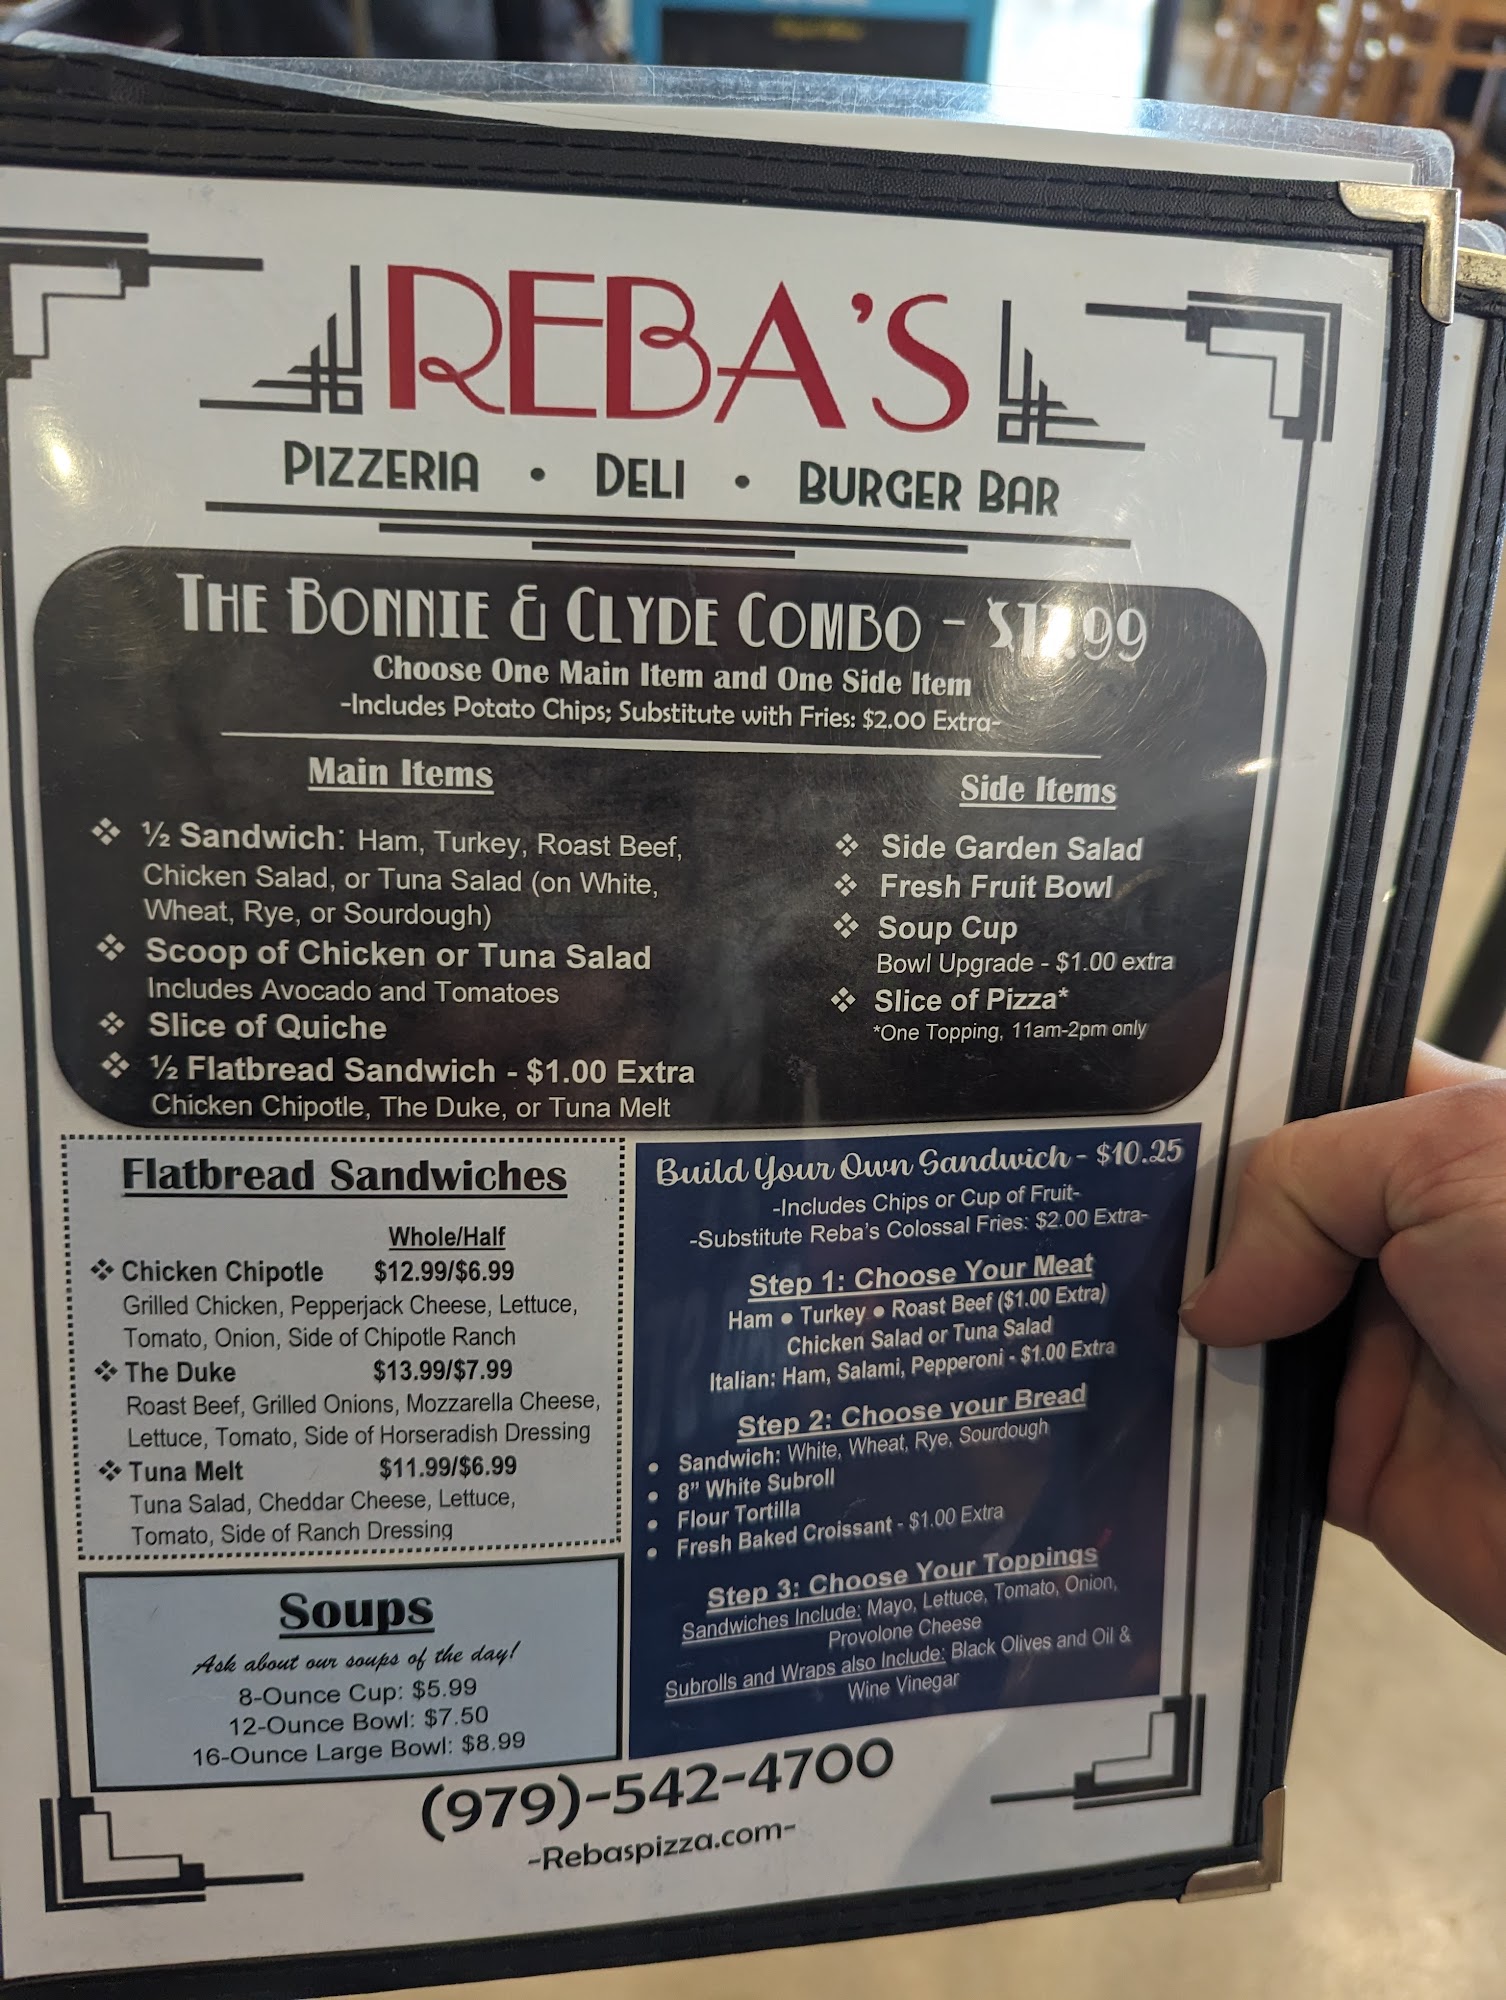 REBA'S
PIZZERIA • DELI • BURGER BAR
THE BONNIE & CLYDE COMBO -
Choose One Main Item and One Side Item
-Includes Potato Chips; Substitute with Fries: $2.00 Extra-
Main Items
❖ ½ Sandwich: Ham, Turkey, Roast Beef,
Chicken Salad, or Tuna Salad (on White,
Wheat, Rye, or Sourdough)
❖ Scoop of Chicken or Tuna Salad
Includes Avocado and Tomatoes
❖ Slice of Quiche
❖ ½ Flatbread Sandwich - $1.00 Extra
Chicken Chipotle, The Duke, or Tuna Melt
Side Items
❖ Side Garden Salad
❖ Fresh Fruit Bowl
❖ Soup Cup
Bowl Upgrade - $1.00 extra
❖ Slice of Pizza*
*One Topping, 11am-2pm only
Flatbread Sandwiches
Whole/Half
❖ Chicken Chipotle $12.99/$6.99
Grilled Chicken, Pepperjack Cheese, Lettuce,
Tomato, Onion, Side of Chipotle Ranch
❖ The Duke $13.99/$7.99
Roast Beef, Grilled Onions, Mozzarella Cheese,
Lettuce, Tomato, Side of Horseradish Dressing
❖ Tuna Melt $11.99/$6.99
Tuna Salad, Cheddar Cheese, Lettuce,
Tomato, Side of Ranch Dressing
Soups
Ask about our soups of the day!
8-Ounce Cup: $5.99
12-Ounce Bowl: $7.50
16-Ounce Large Bowl: $8.99
Build Your Own Sandwich - $10.25
-Includes Chips or Cup of Fruit-
-Substitute Reba's Colossal Fries: $2.00 Extra-
Step 1: Choose Your Meat
Ham • Turkey • Roast Beef ($1.00 Extra)
Chicken Salad or Tuna Salad
Italian: Ham, Salami, Pepperoni - $1.00 Extra
Step 2: Choose your Bread
• Sandwich: White, Wheat, Rye, Sourdough
• 8" White Subroll
• Flour Tortilla
• Fresh Baked Croissant - $1.00 Extra
Step 3: Choose Your Toppings
Sandwiches Include: Mayo, Lettuce, Tomato, Onion,
Provolone Cheese
Subrolls and Wraps also Include: Black Olives and Oil &
Wine Vinegar
(979)-542-4700
-Rebaspizza.com-